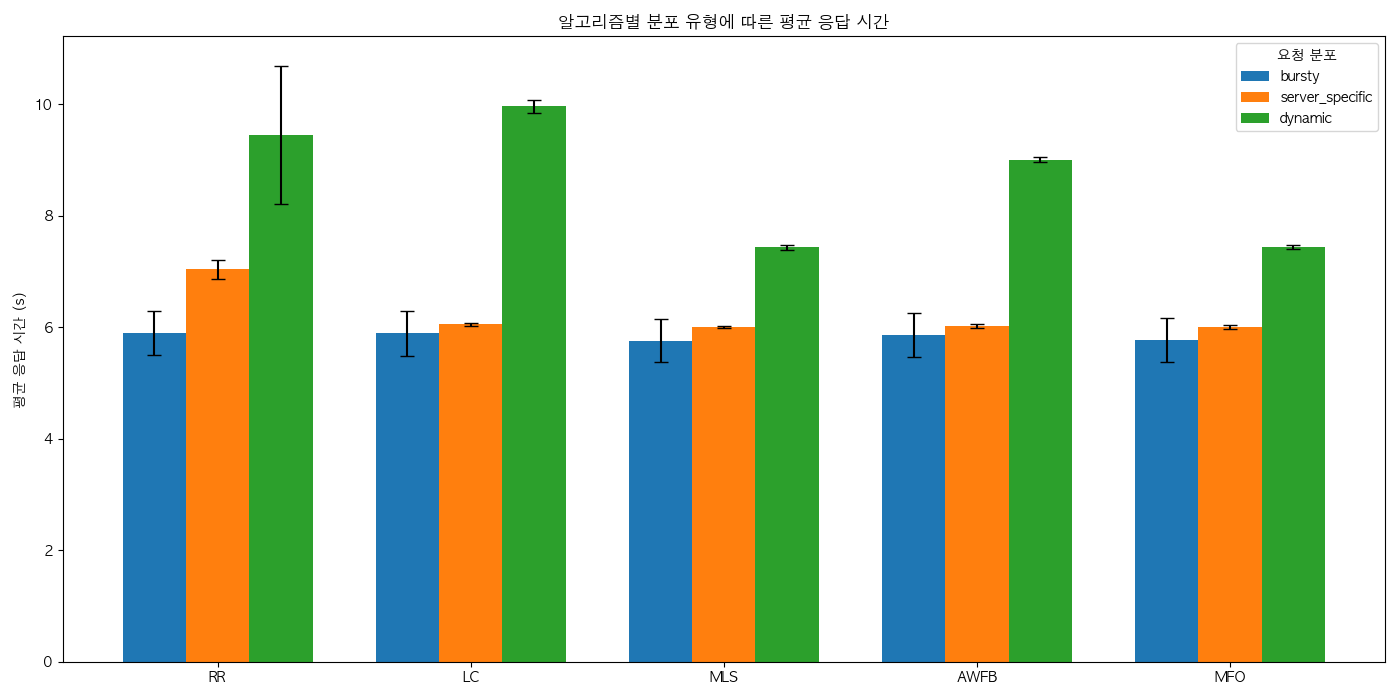 알고리즘별 분포 유형에 따른 평균 응답 시간
요청 분포
bursty
server_specific
dynamic
평균 응답 시간 (s)
10
8
6
4
2
0
RR
LC
MLS
AWFB
MFO